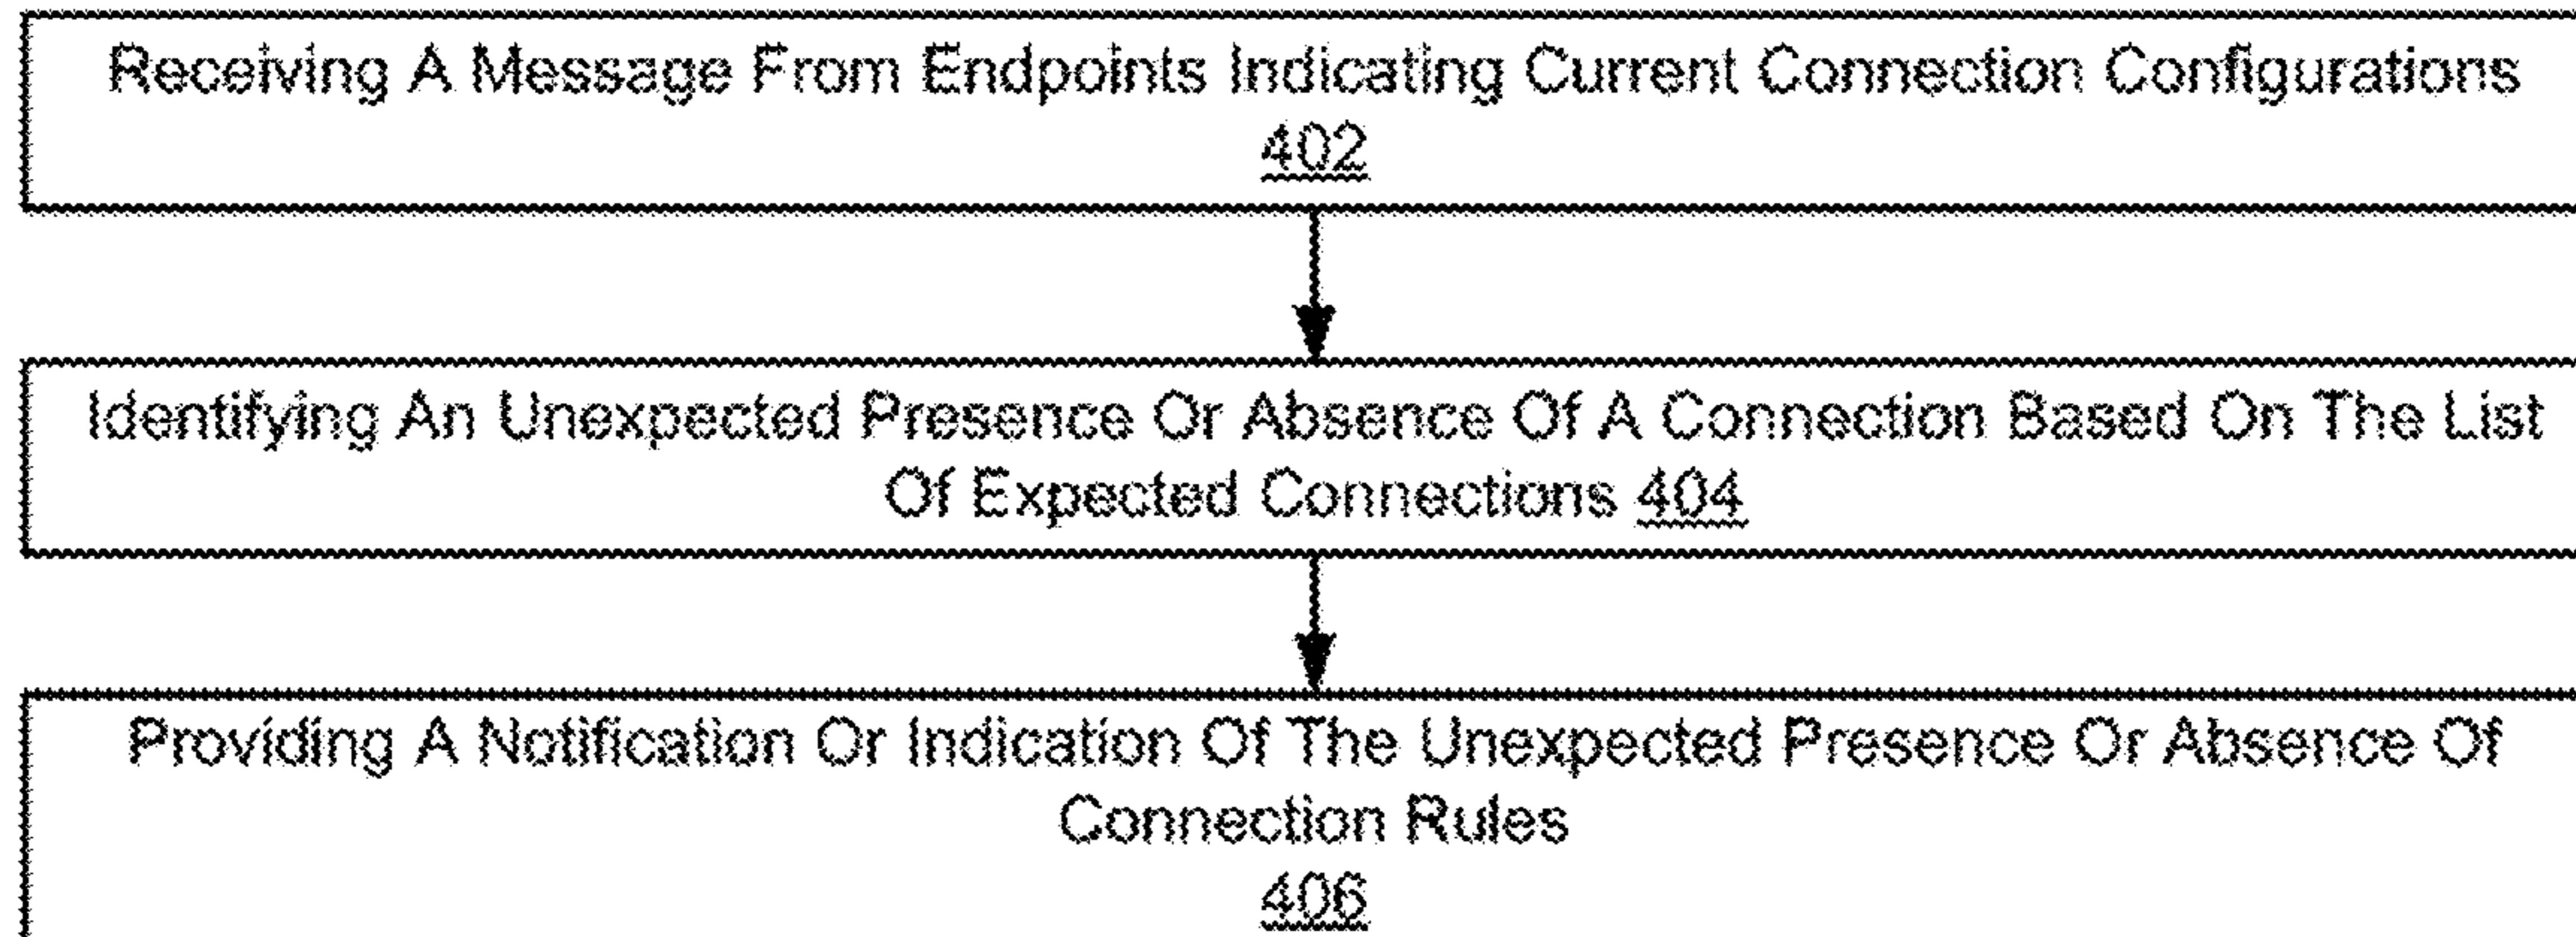 Receiving A Message From Endpoints Indicating Current Connection Configurations
402
Identifying An Unexpected Presence Or Absence Of A Connection Based On The List
Of Expected Connections 404
Providing A Notification Or Indication Of The Unexpected Presence Or Absence Of
Connection Rules
406